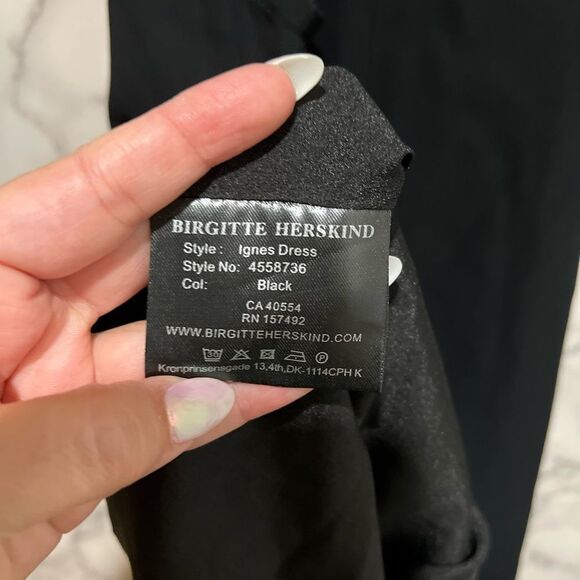 BIRGITTE HERSKIND
Style: Ignes Dress
Style No: 4558736
Col: Black
CA 40554
RN 157492
WWW.BIRGITTEHERSKIND.COM
30 P
Kronprinsensgade 13,4th,DK-1114CPH K